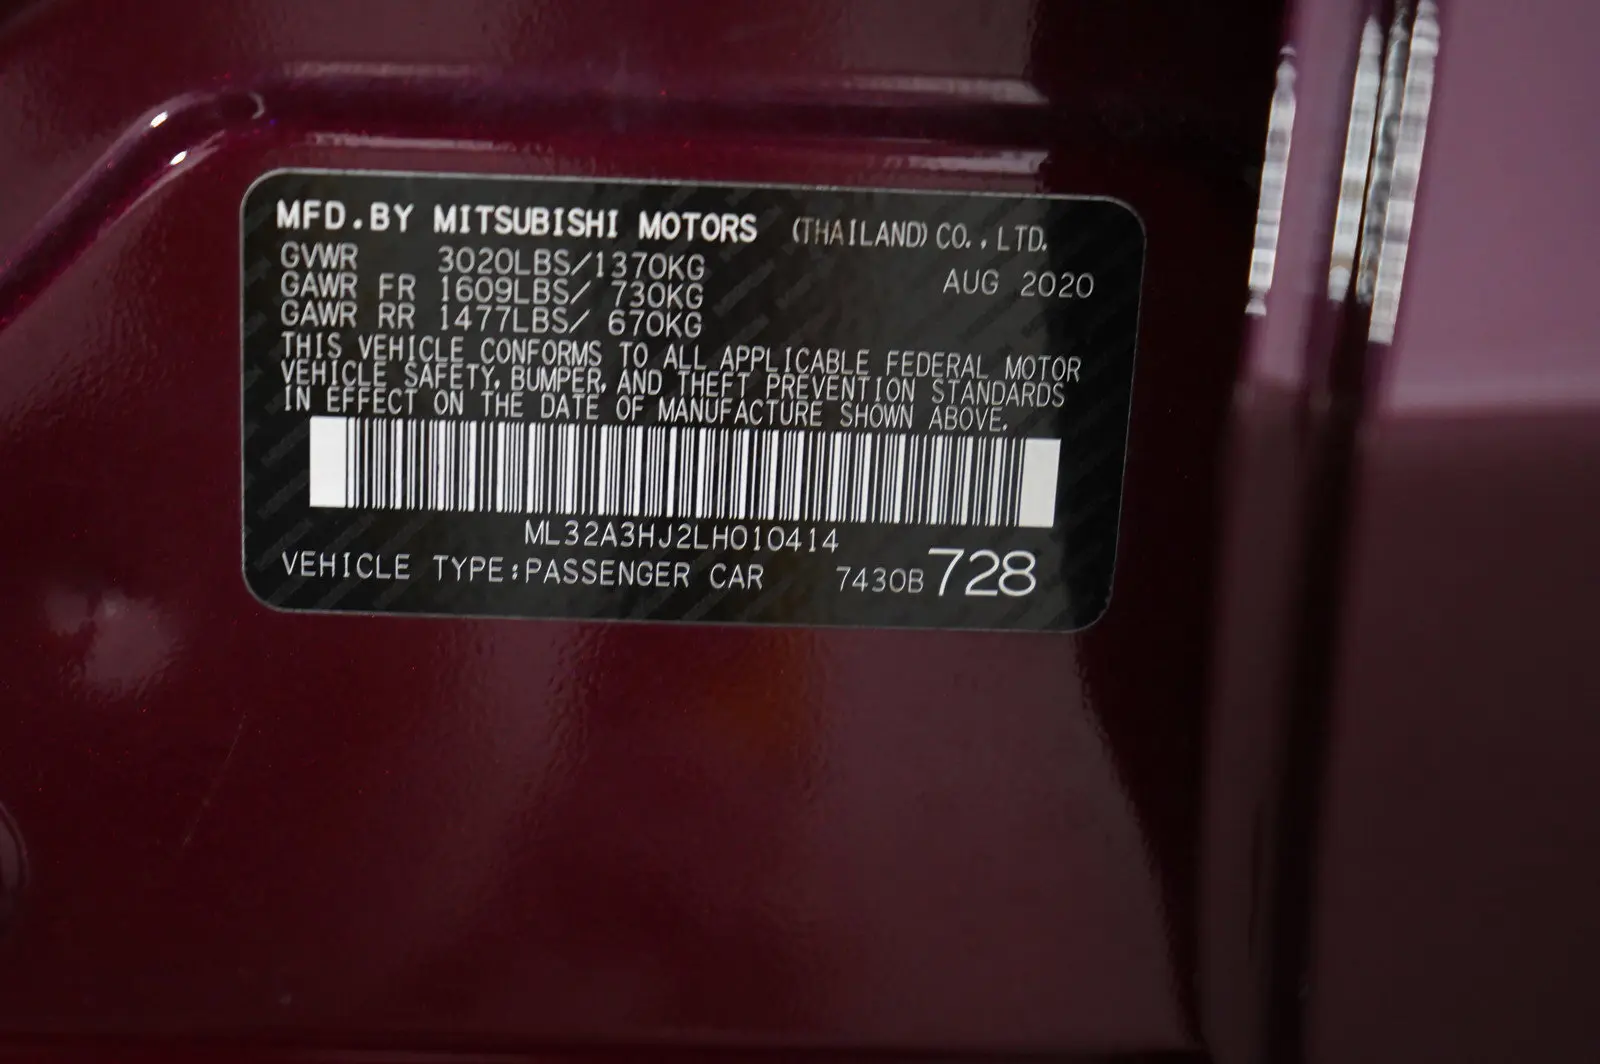 MFD.BY MITSUBISHI MOTORS (THAILAND) CO., LTD.
GVWR 3020LBS/1370KG
AUG 2020
GAWR FR 1609LBS/ 730KG
GAWR RR 1477LBS/ 670KG
THIS VEHICLE CONFORMS TO ALL APPLICABLE FEDERAL MOTOR
VEHICLE SAFETY, BUMPER, AND THEFT PREVENTION STANDARDS
IN EFFECT ON THE DATE OF MANUFACTURE SHOWN ABOVE.
ML32A3HJ2LH010414
VEHICLE TYPE:PASSENGER CAR 7430B728